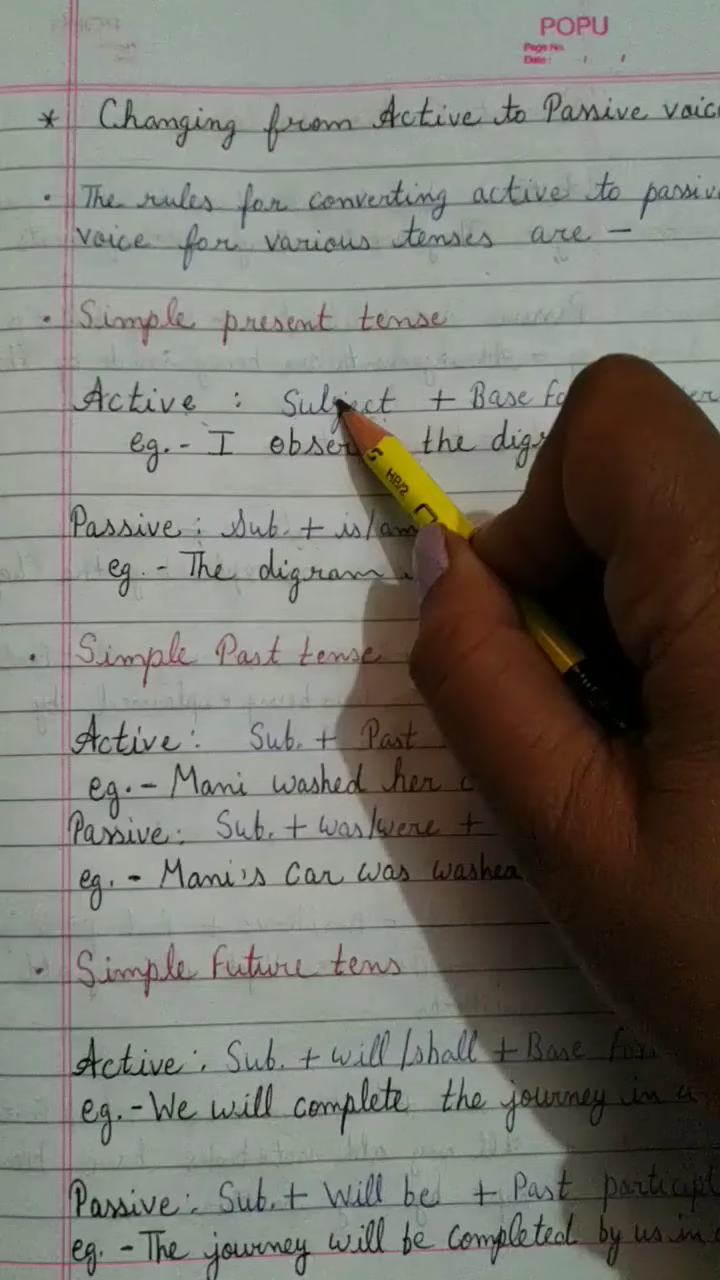 POPU
Page No.
Date: / /
* Changing from Active to Passive voic
• The rules for converting active to passiv
voice for various tenses are —
• Simple present tense
Active : Subject + Base fo
eg. - I obser the digr
Passive : Sub. + is/am
eg. - The digram
• Simple Past tense
Active : Sub. + Past
eg. - Mani washed her c
Passive : Sub. + was/were +
eg. - Mani's Car was washed
• Simple Future tens
Active : Sub. + will/shall + Base for
eg. - We will complete the journey in a
Passive : Sub. + Will be + Past particip
eg. - The journey will be completed by us in
HB/2